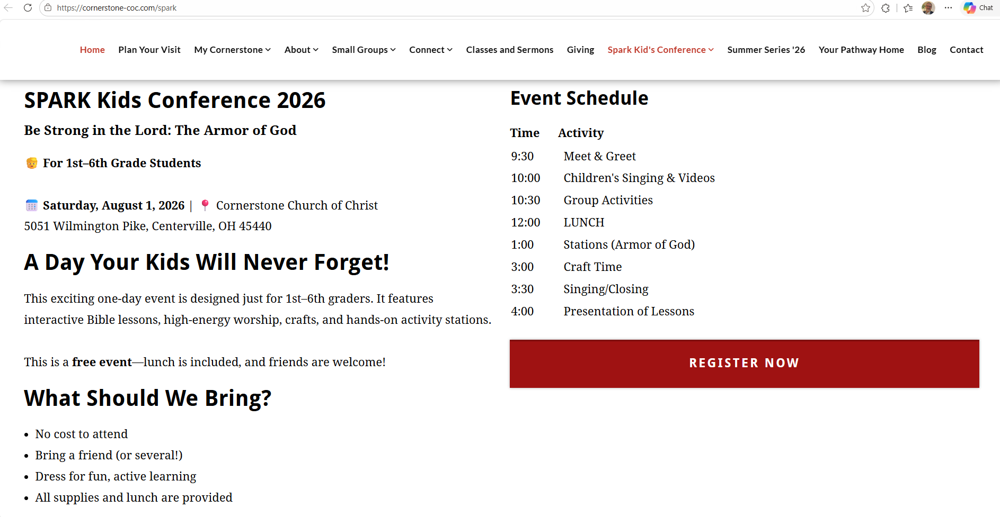 https://cornerstone-coc.com/spark
Chat
Home Plan Your Visit My Cornerstone About Small Groups Connect Classes and Sermons Giving Spark Kid's Conference Summer Series '26 Your Pathway Home Blog Contact
SPARK Kids Conference 2026
Be Strong in the Lord: The Armor of God
For 1st–6th Grade Students
Saturday, August 1, 2026 | Cornerstone Church of Christ
5051 Wilmington Pike, Centerville, OH 45440
A Day Your Kids Will Never Forget!
This exciting one-day event is designed just for 1st–6th graders. It features
interactive Bible lessons, high-energy worship, crafts, and hands-on activity stations.
This is a free event—lunch is included, and friends are welcome!
What Should We Bring?
• No cost to attend
• Bring a friend (or several!)
• Dress for fun, active learning
• All supplies and lunch are provided
Event Schedule
Time Activity
9:30 Meet & Greet
10:00 Children's Singing & Videos
10:30 Group Activities
12:00 LUNCH
1:00 Stations (Armor of God)
3:00 Craft Time
3:30 Singing/Closing
4:00 Presentation of Lessons
REGISTER NOW